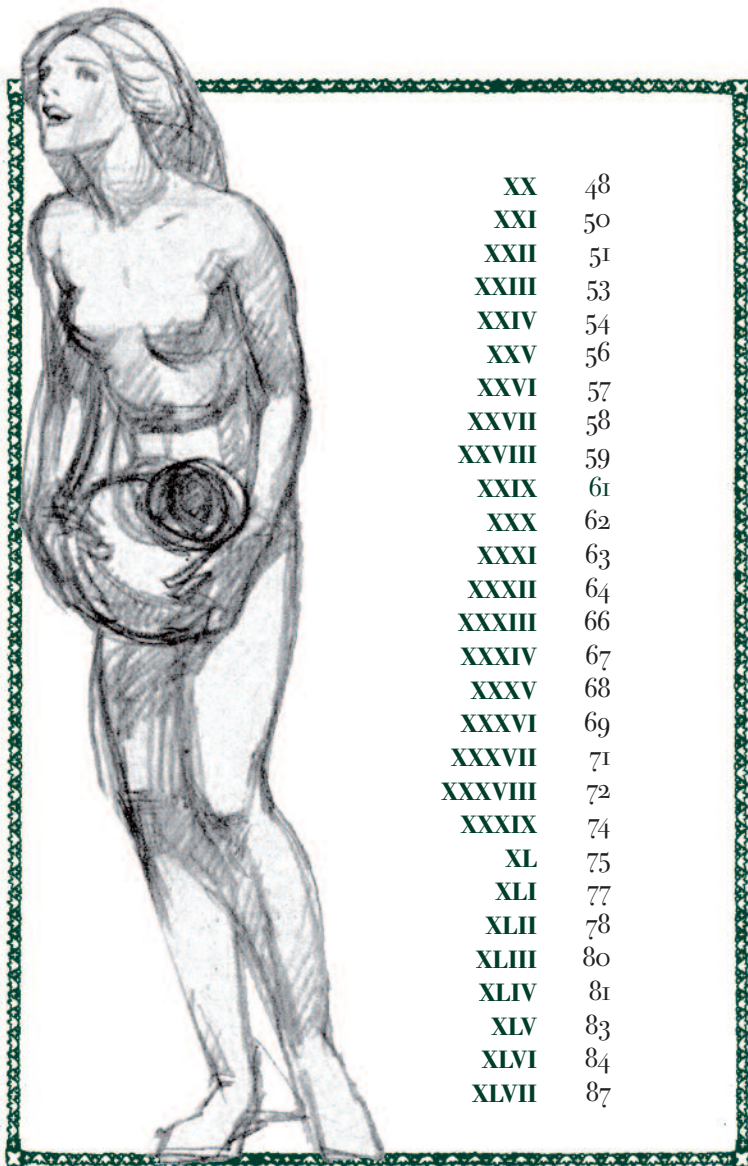 XX 48
XXI 50
XXII 51
XXIII 53
XXIV 54
XXV 56
XXVI 57
XXVII 58
XXVIII 59
XXIX 61
XXX 62
XXXI 63
XXXII 64
XXXIII 66
XXXIV 67
XXXV 68
XXXVI 69
XXXVII 71
XXXVIII 72
XXXIX 74
XL 75
XLI 77
XLII 78
XLIII 80
XLIV 81
XLV 83
XLVI 84
XLVII 87